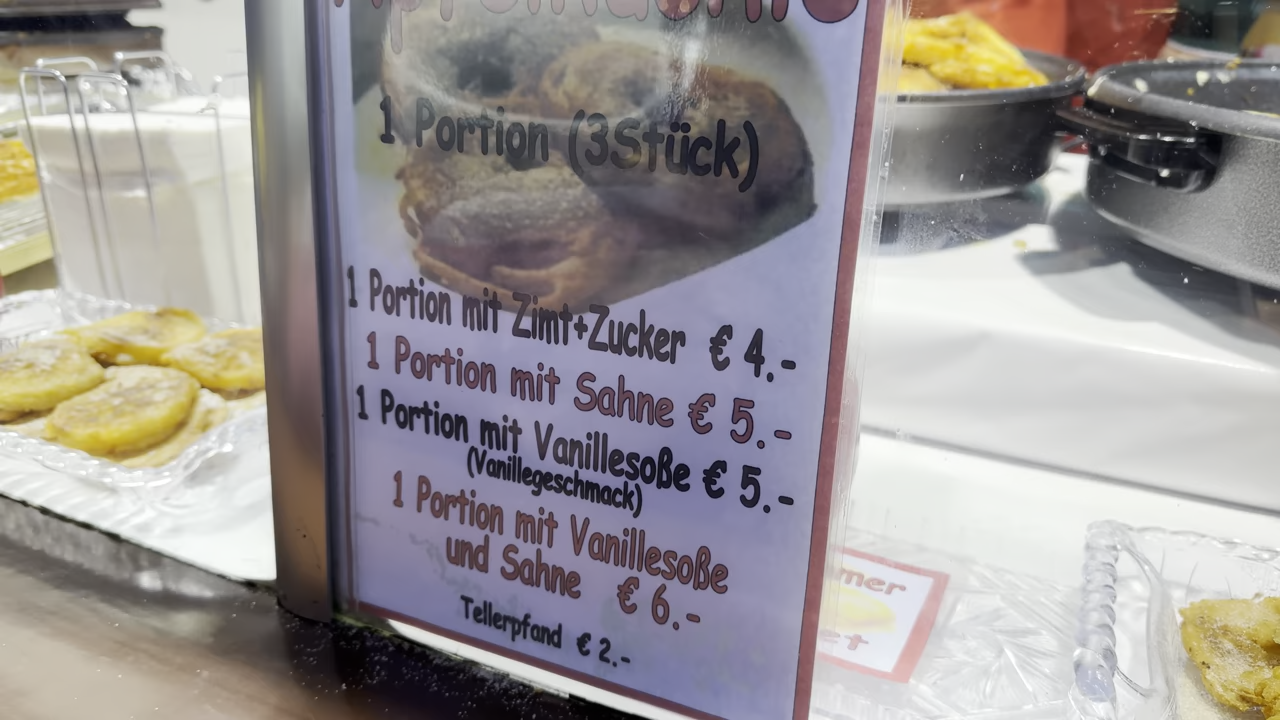 1 Portion (3Stück)
1 Portion mit Zimt+Zucker € 4.-
1 Portion mit Sahne € 5.-
1 Portion mit Vanillesoße € 5.-
(Vanillegeschmack)
1 Portion mit Vanillesoße
und Sahne € 6.-
Tellerpfand € 2.-